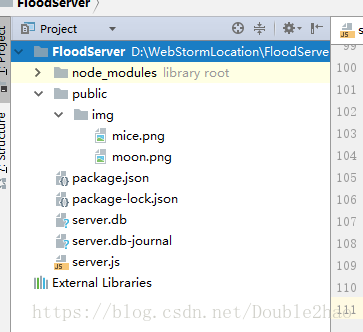 FloodServer
Project
1: Project
7: Structure
FloodServer D:\WebStormLocation\FloodServe
node_modules library root
public
img
mice.png
moon.png
package.json
package-lock.json
server.db
server.db-journal
server.js
External Libraries
s
99
100
101
102
103
104
105
106
107
108
109
110
111
https://blog.csdn.net/Double2hao